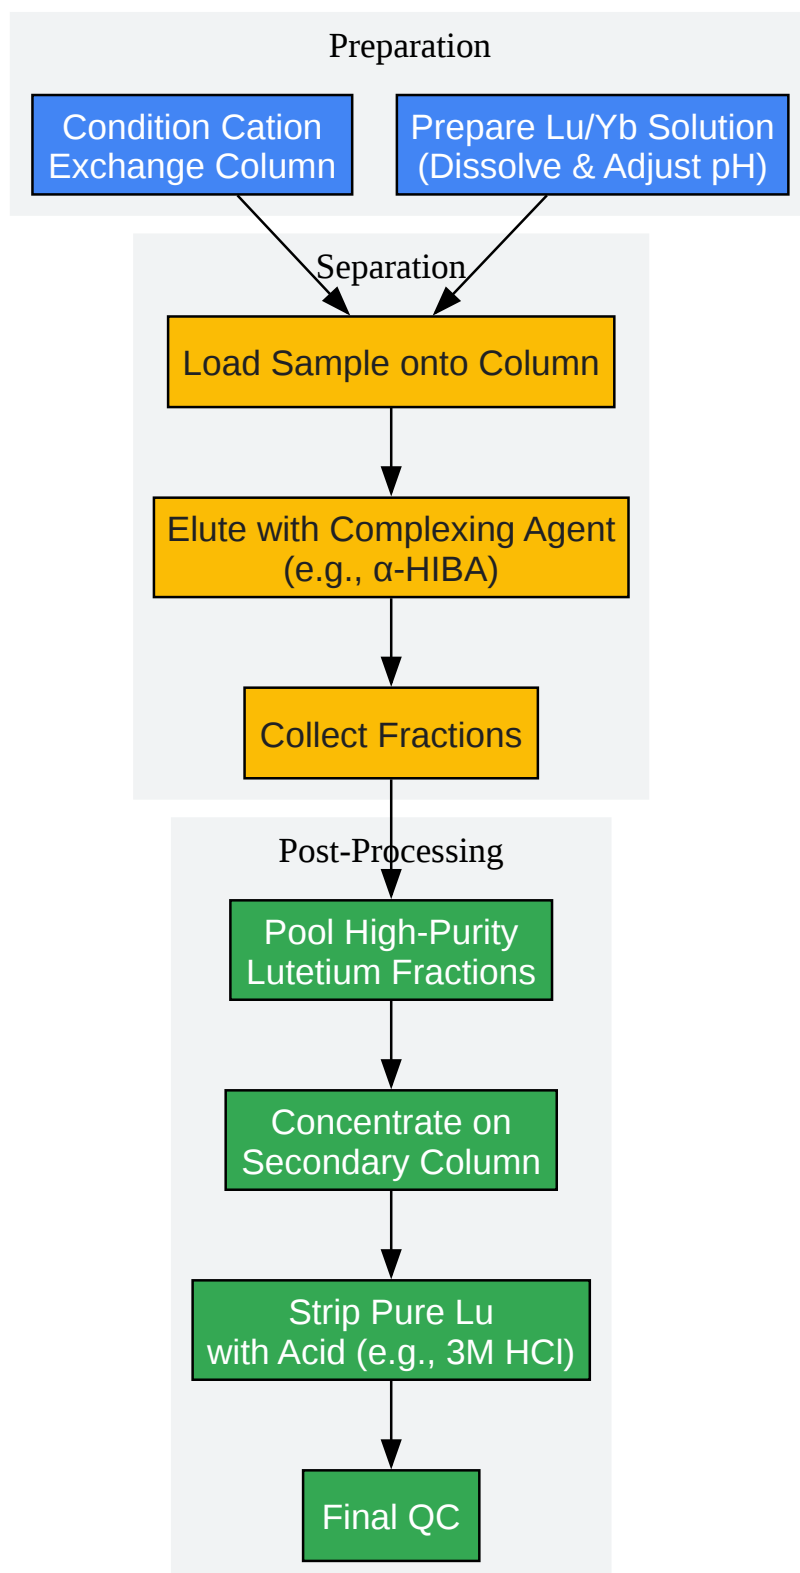 Preparation
Condition Cation
Exchange Column
Prepare Lu/Yb Solution
(Dissolve & Adjust pH)
Separation
Load Sample onto Column
Elute with Complexing Agent
(e.g., α-HIBA)
Collect Fractions
Post-Processing
Pool High-Purity
Lutetium Fractions
Concentrate on
Secondary Column
Strip Pure Lu
with Acid (e.g., 3M HCl)
Final QC